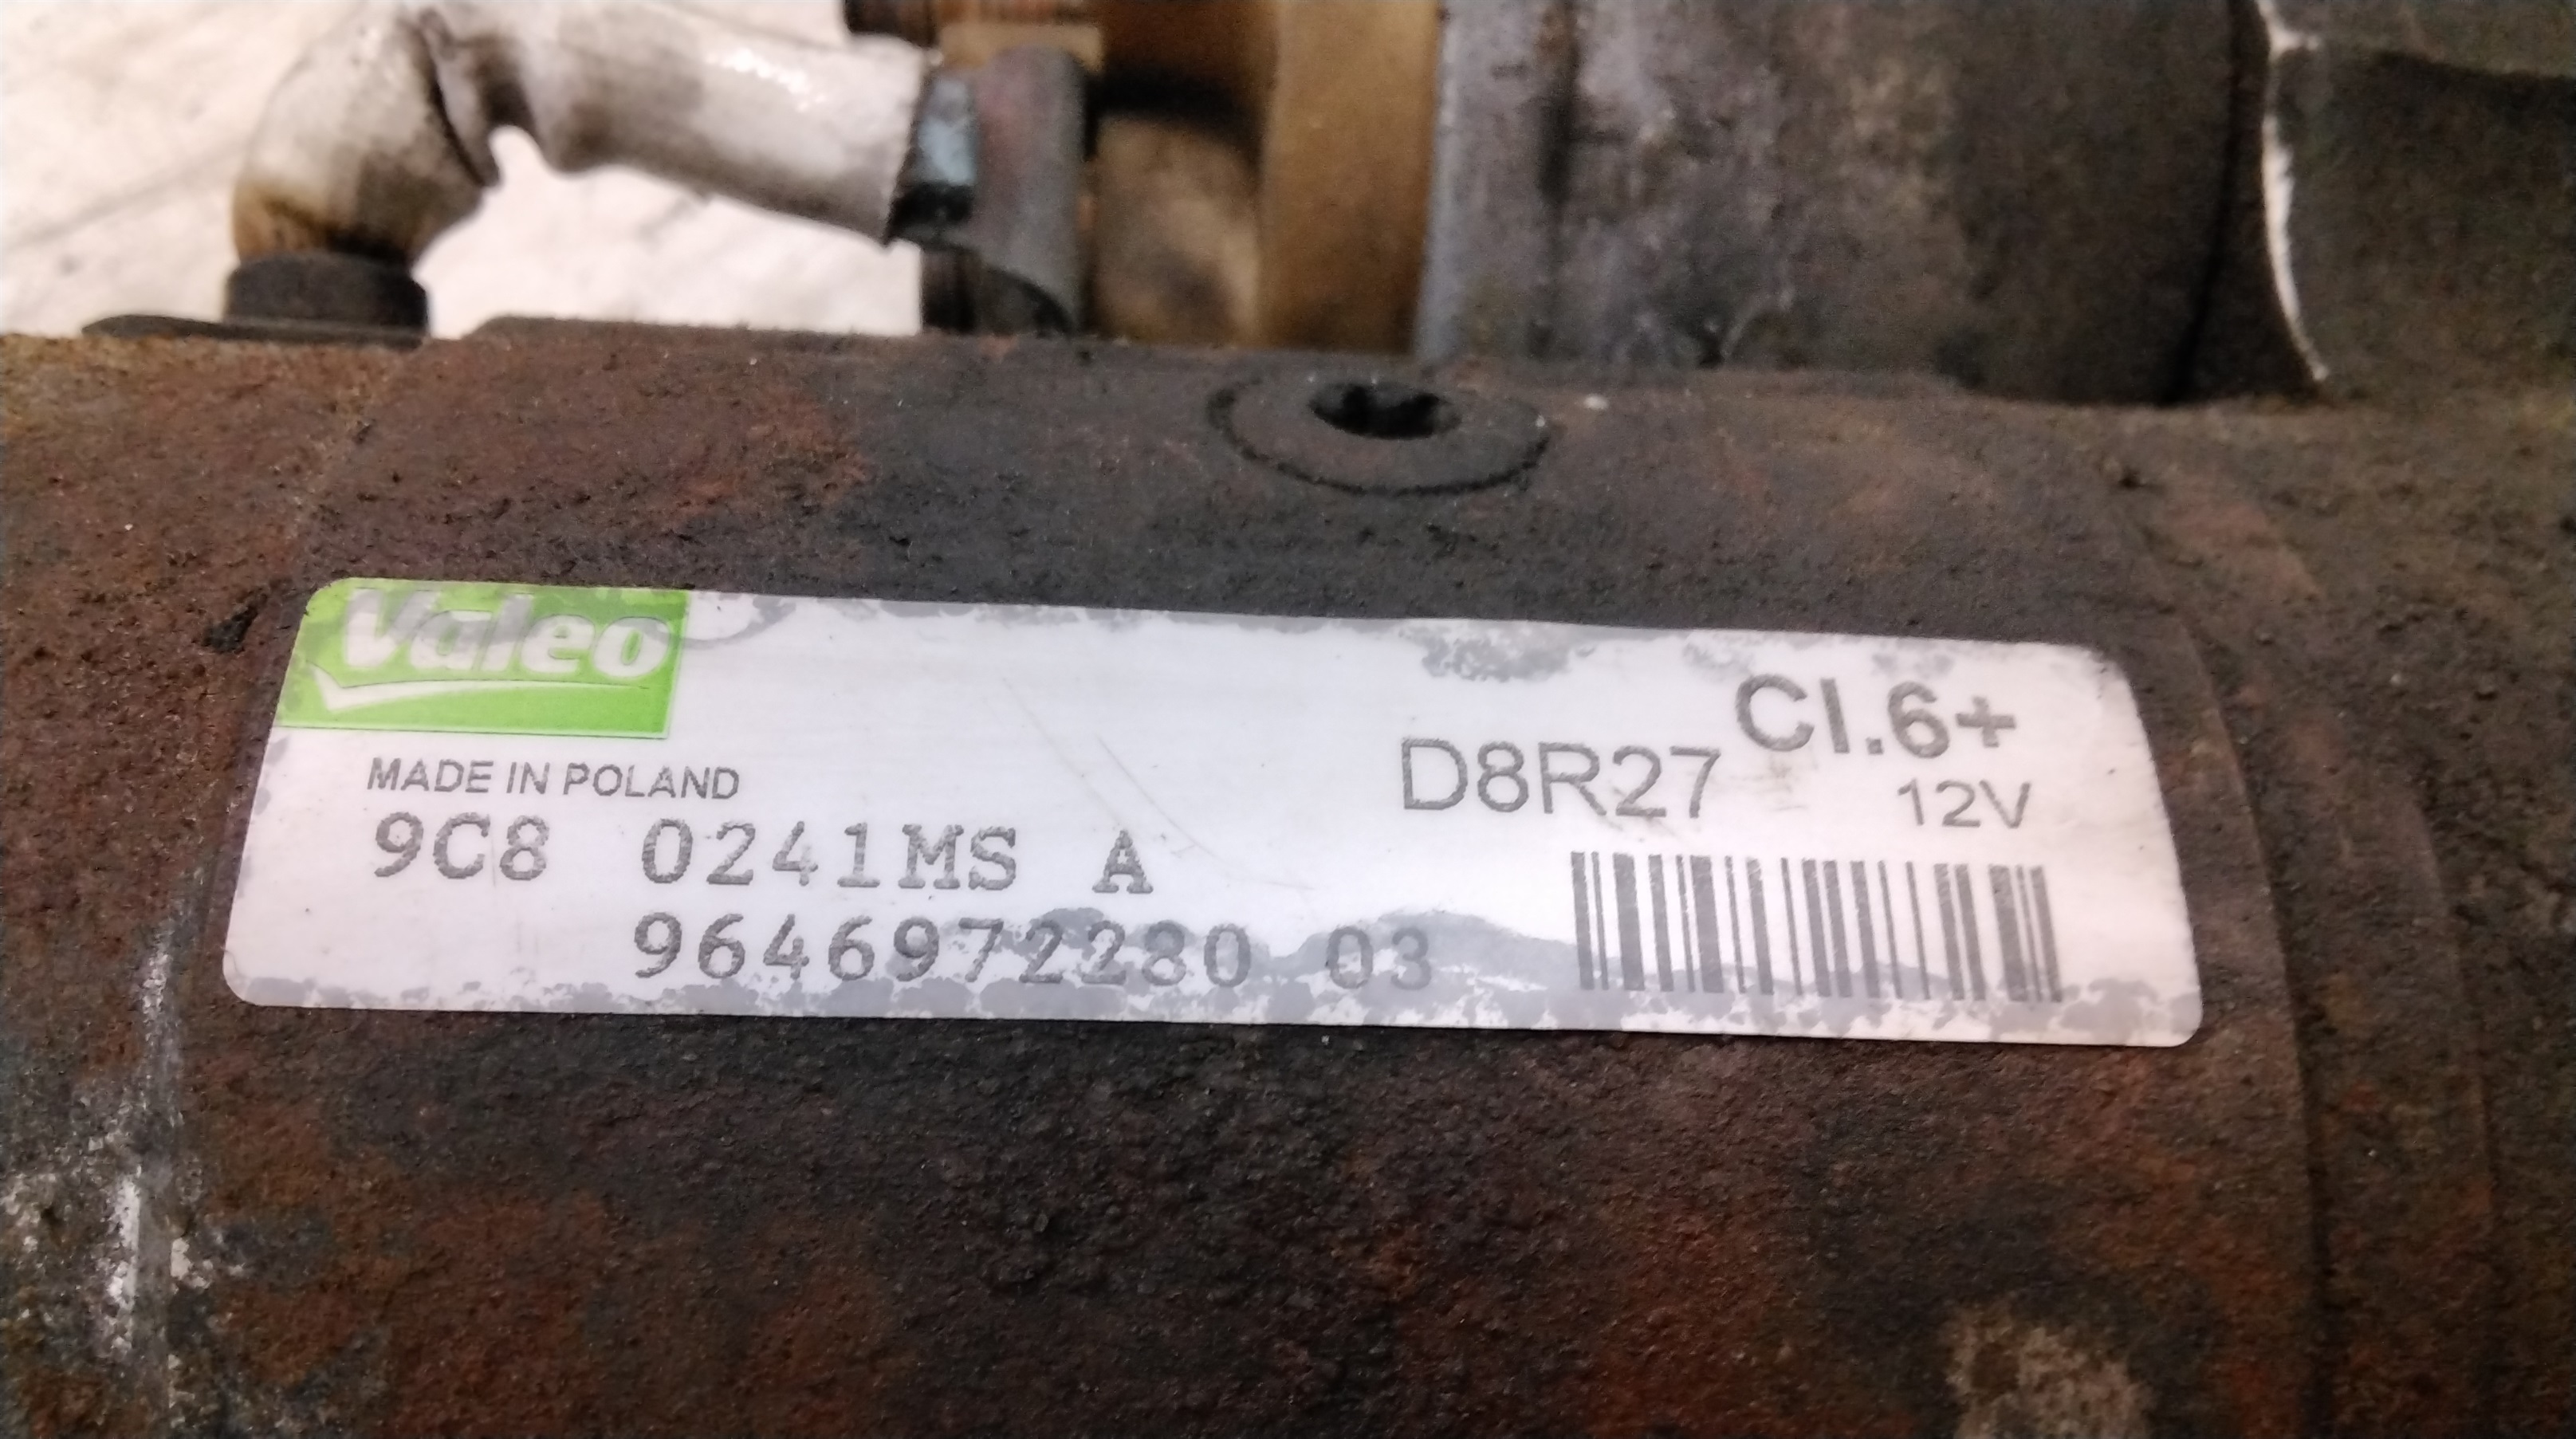 Valeo
Cl.6+
MADE IN POLAND
D8R27
12V
9C8 0241MS A
9646972280 03